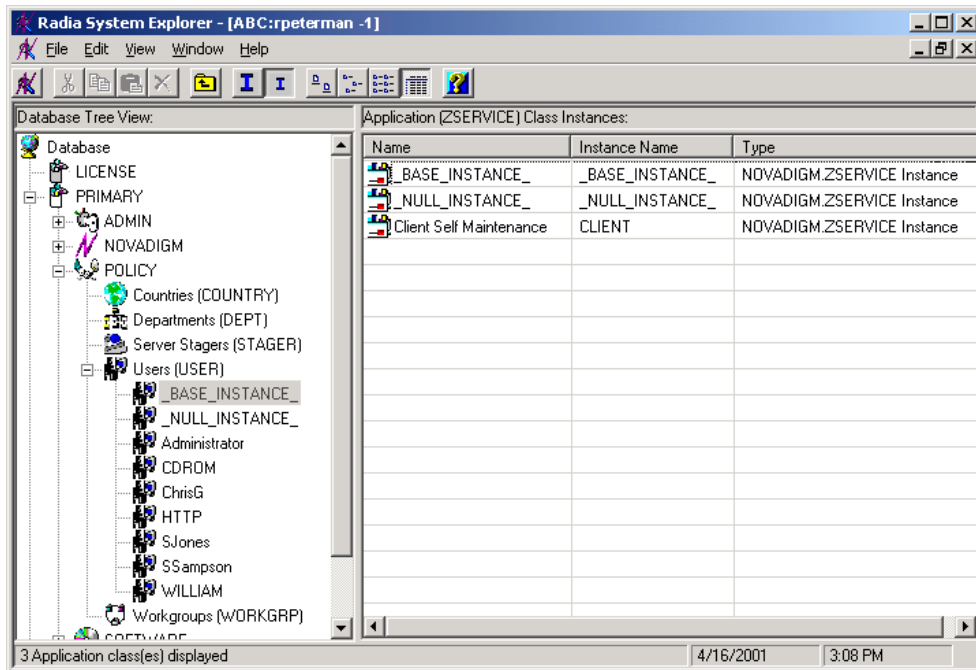 Radia System Explorer - [ABC:rpeterman -1]
File Edit View Window Help
Database Tree View:
Database
LICENSE
PRIMARY
ADMIN
NOVADIGM
POLICY
Countries (COUNTRY)
Departments (DEPT)
Server Stagers (STAGER)
Users (USER)
_BASE_INSTANCE_
_NULL_INSTANCE_
Administrator
CDROM
ChrisG
HTTP
SJones
SSampson
WILLIAM
Workgroups (WORKGRP)
SOFTWARE
Application (ZSERVICE) Class Instances:
Name Instance Name Type
_BASE_INSTANCE_ _BASE_INSTANCE_ NOVADIGM.ZSERVICE Instance
_NULL_INSTANCE_ _NULL_INSTANCE_ NOVADIGM.ZSERVICE Instance
Client Self Maintenance CLIENT NOVADIGM.ZSERVICE Instance
3 Application class(es) displayed 4/16/2001 3:08 PM